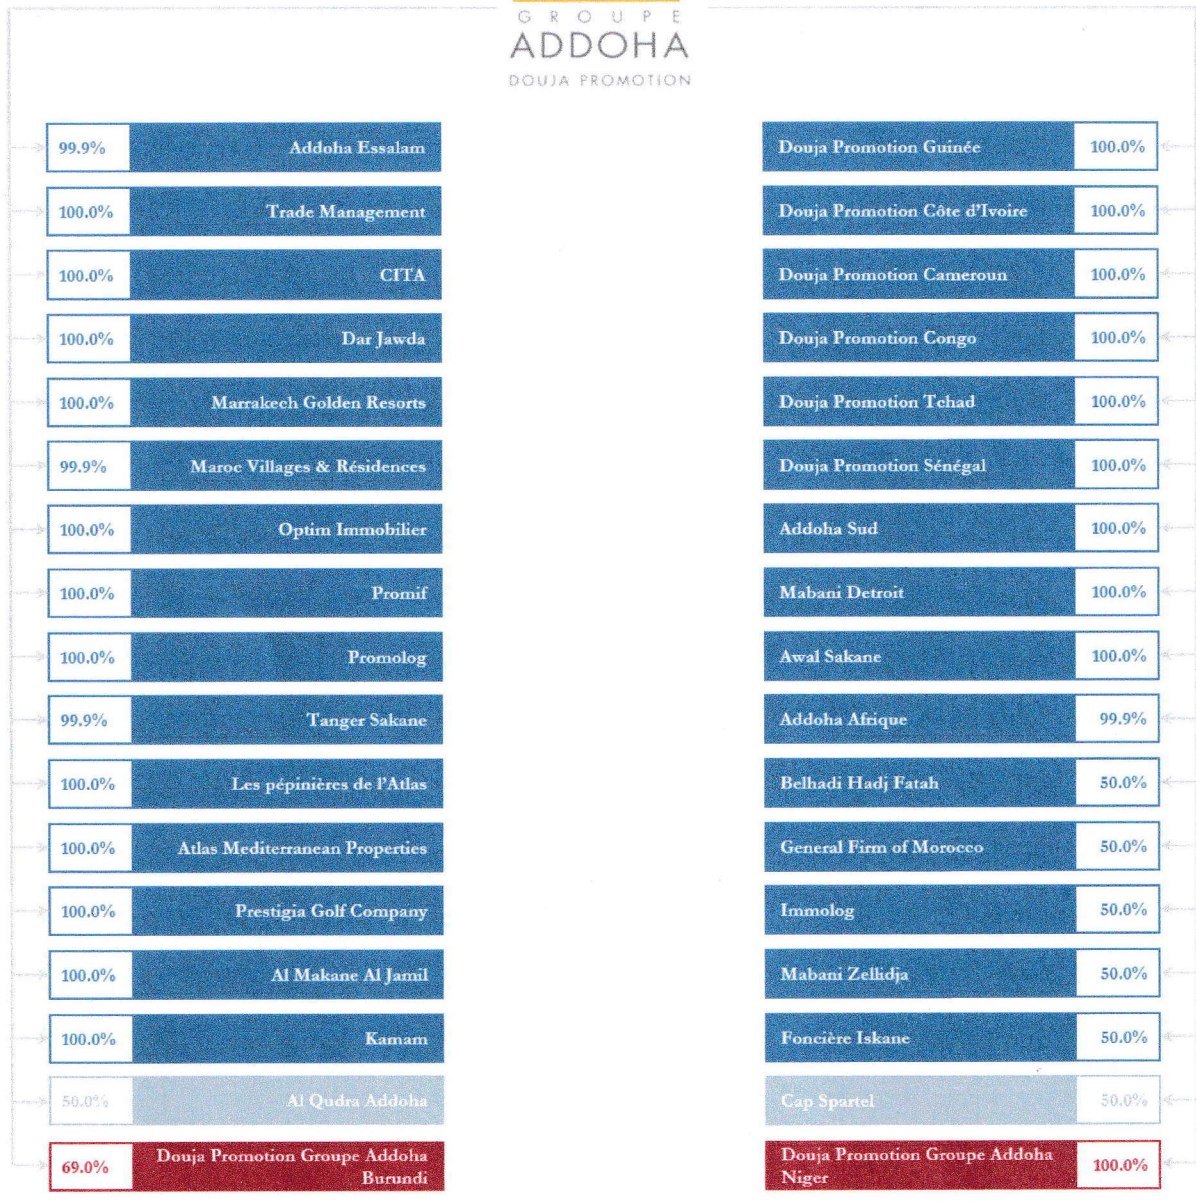 GROUPE
ADDOHA
DOUJA PROMOTION
99.9% Addoha Essalam
100.0% Trade Management
100.0% CITA
100.0% Dar Jawda
100.0% Marrakech Golden Resorts
99.9% Maroc Villages & Résidences
100.0% Optim Immobilier
100.0% Promif
100.0% Promolog
99.9% Tanger Sakane
100.0% Les pépinières de l'Atlas
100.0% Atlas Mediterranean Properties
100.0% Prestigia Golf Company
100.0% Al Makane Al Jamil
100.0% Kamam
50.0% Al Qudra Addoha
69.0% Douja Promotion Groupe Addoha
Burundi
Douja Promotion Guinée 100.0%
Douja Promotion Côte d'Ivoire 100.0%
Douja Promotion Cameroun 100.0%
Douja Promotion Congo 100.0%
Douja Promotion Tchad 100.0%
Douja Promotion Sénégal 100.0%
Addoha Sud 100.0%
Mabani Detroit 100.0%
Awal Sakane 100.0%
Addoha Afrique 99.9%
Belhadi Hadj Fatah 50.0%
General Firm of Morocco 50.0%
Immolog 50.0%
Mabani Zellidja 50.0%
Foncière Iskane 50.0%
Cap Spartel 50.0%
Douja Promotion Groupe Addoha 100.0%
Niger